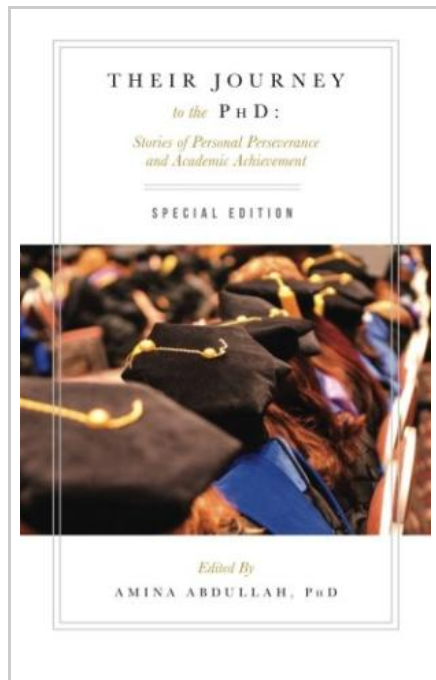 THEIR JOURNEY
to the PHD:
Stories of Personal Perseverance
and Academic Achievement
SPECIAL EDITION
Edited By
AMINA ABDULLAH, PHD